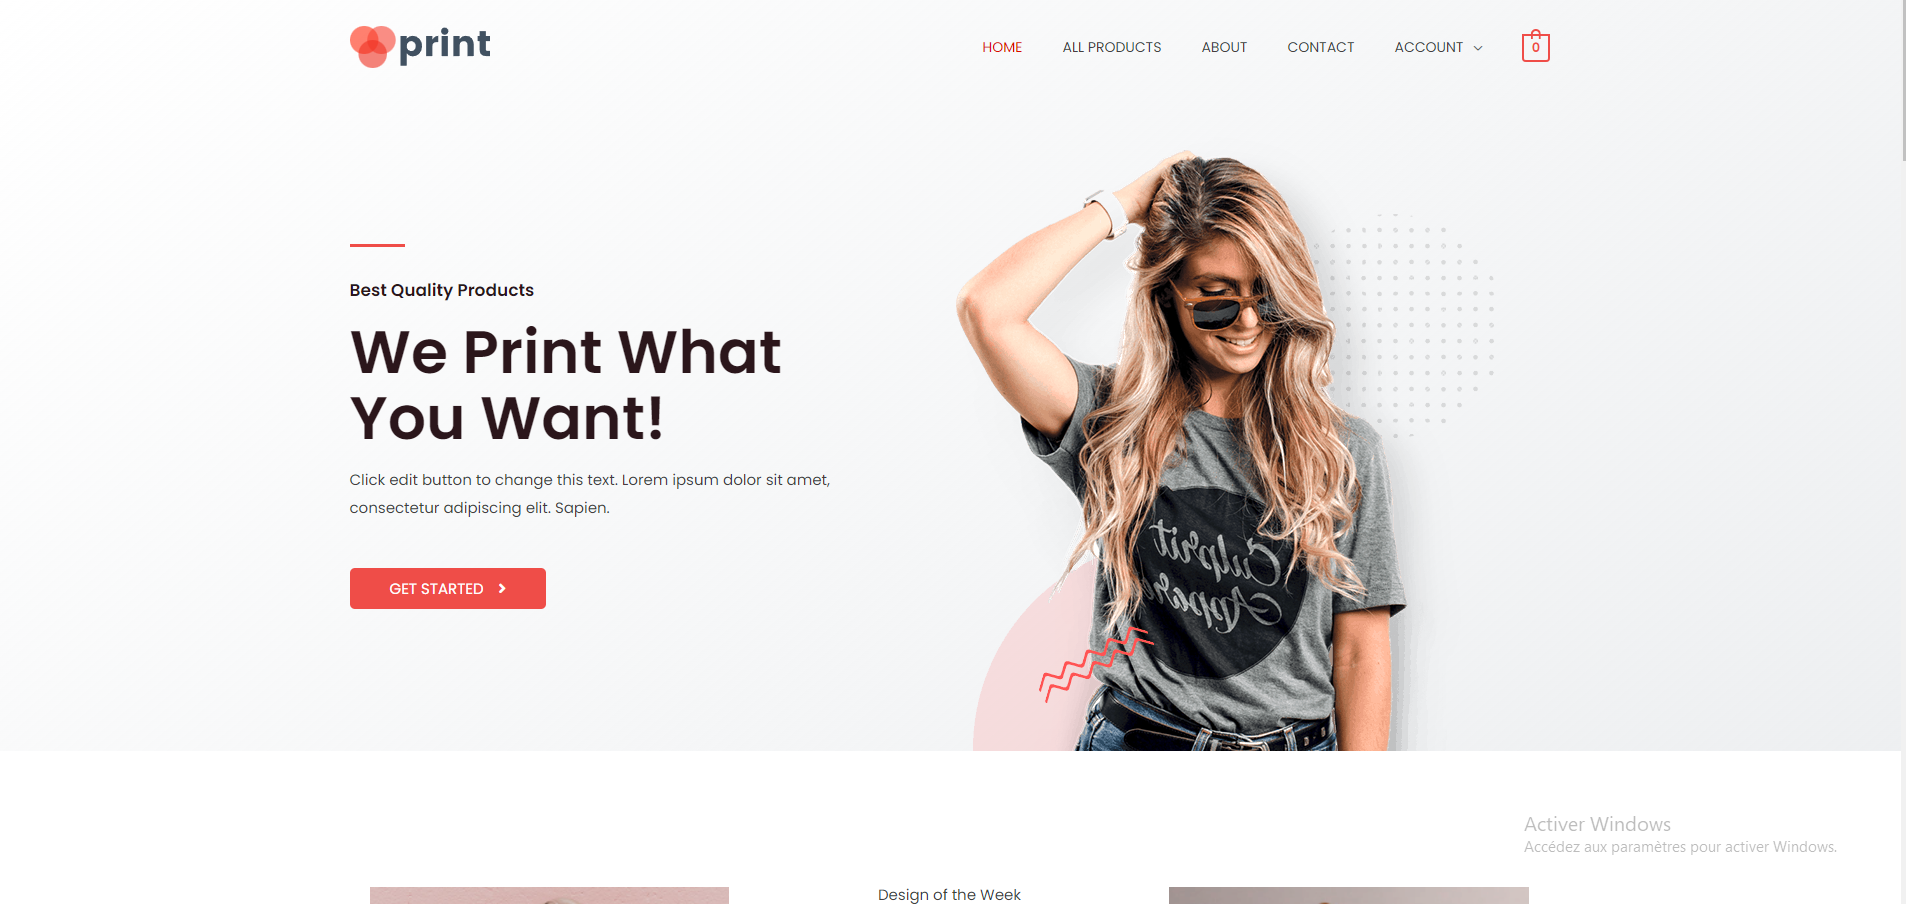 print
HOME
ALL PRODUCTS
ABOUT
CONTACT
ACCOUNT
0
Best Quality Products
We Print What
You Want!
Click edit button to change this text. Lorem ipsum dolor sit amet,
consectetur adipiscing elit. Sapien.
GET STARTED
Culprit
Activer Windows
Accédez aux paramètres pour activer Windows.
Design of the Week